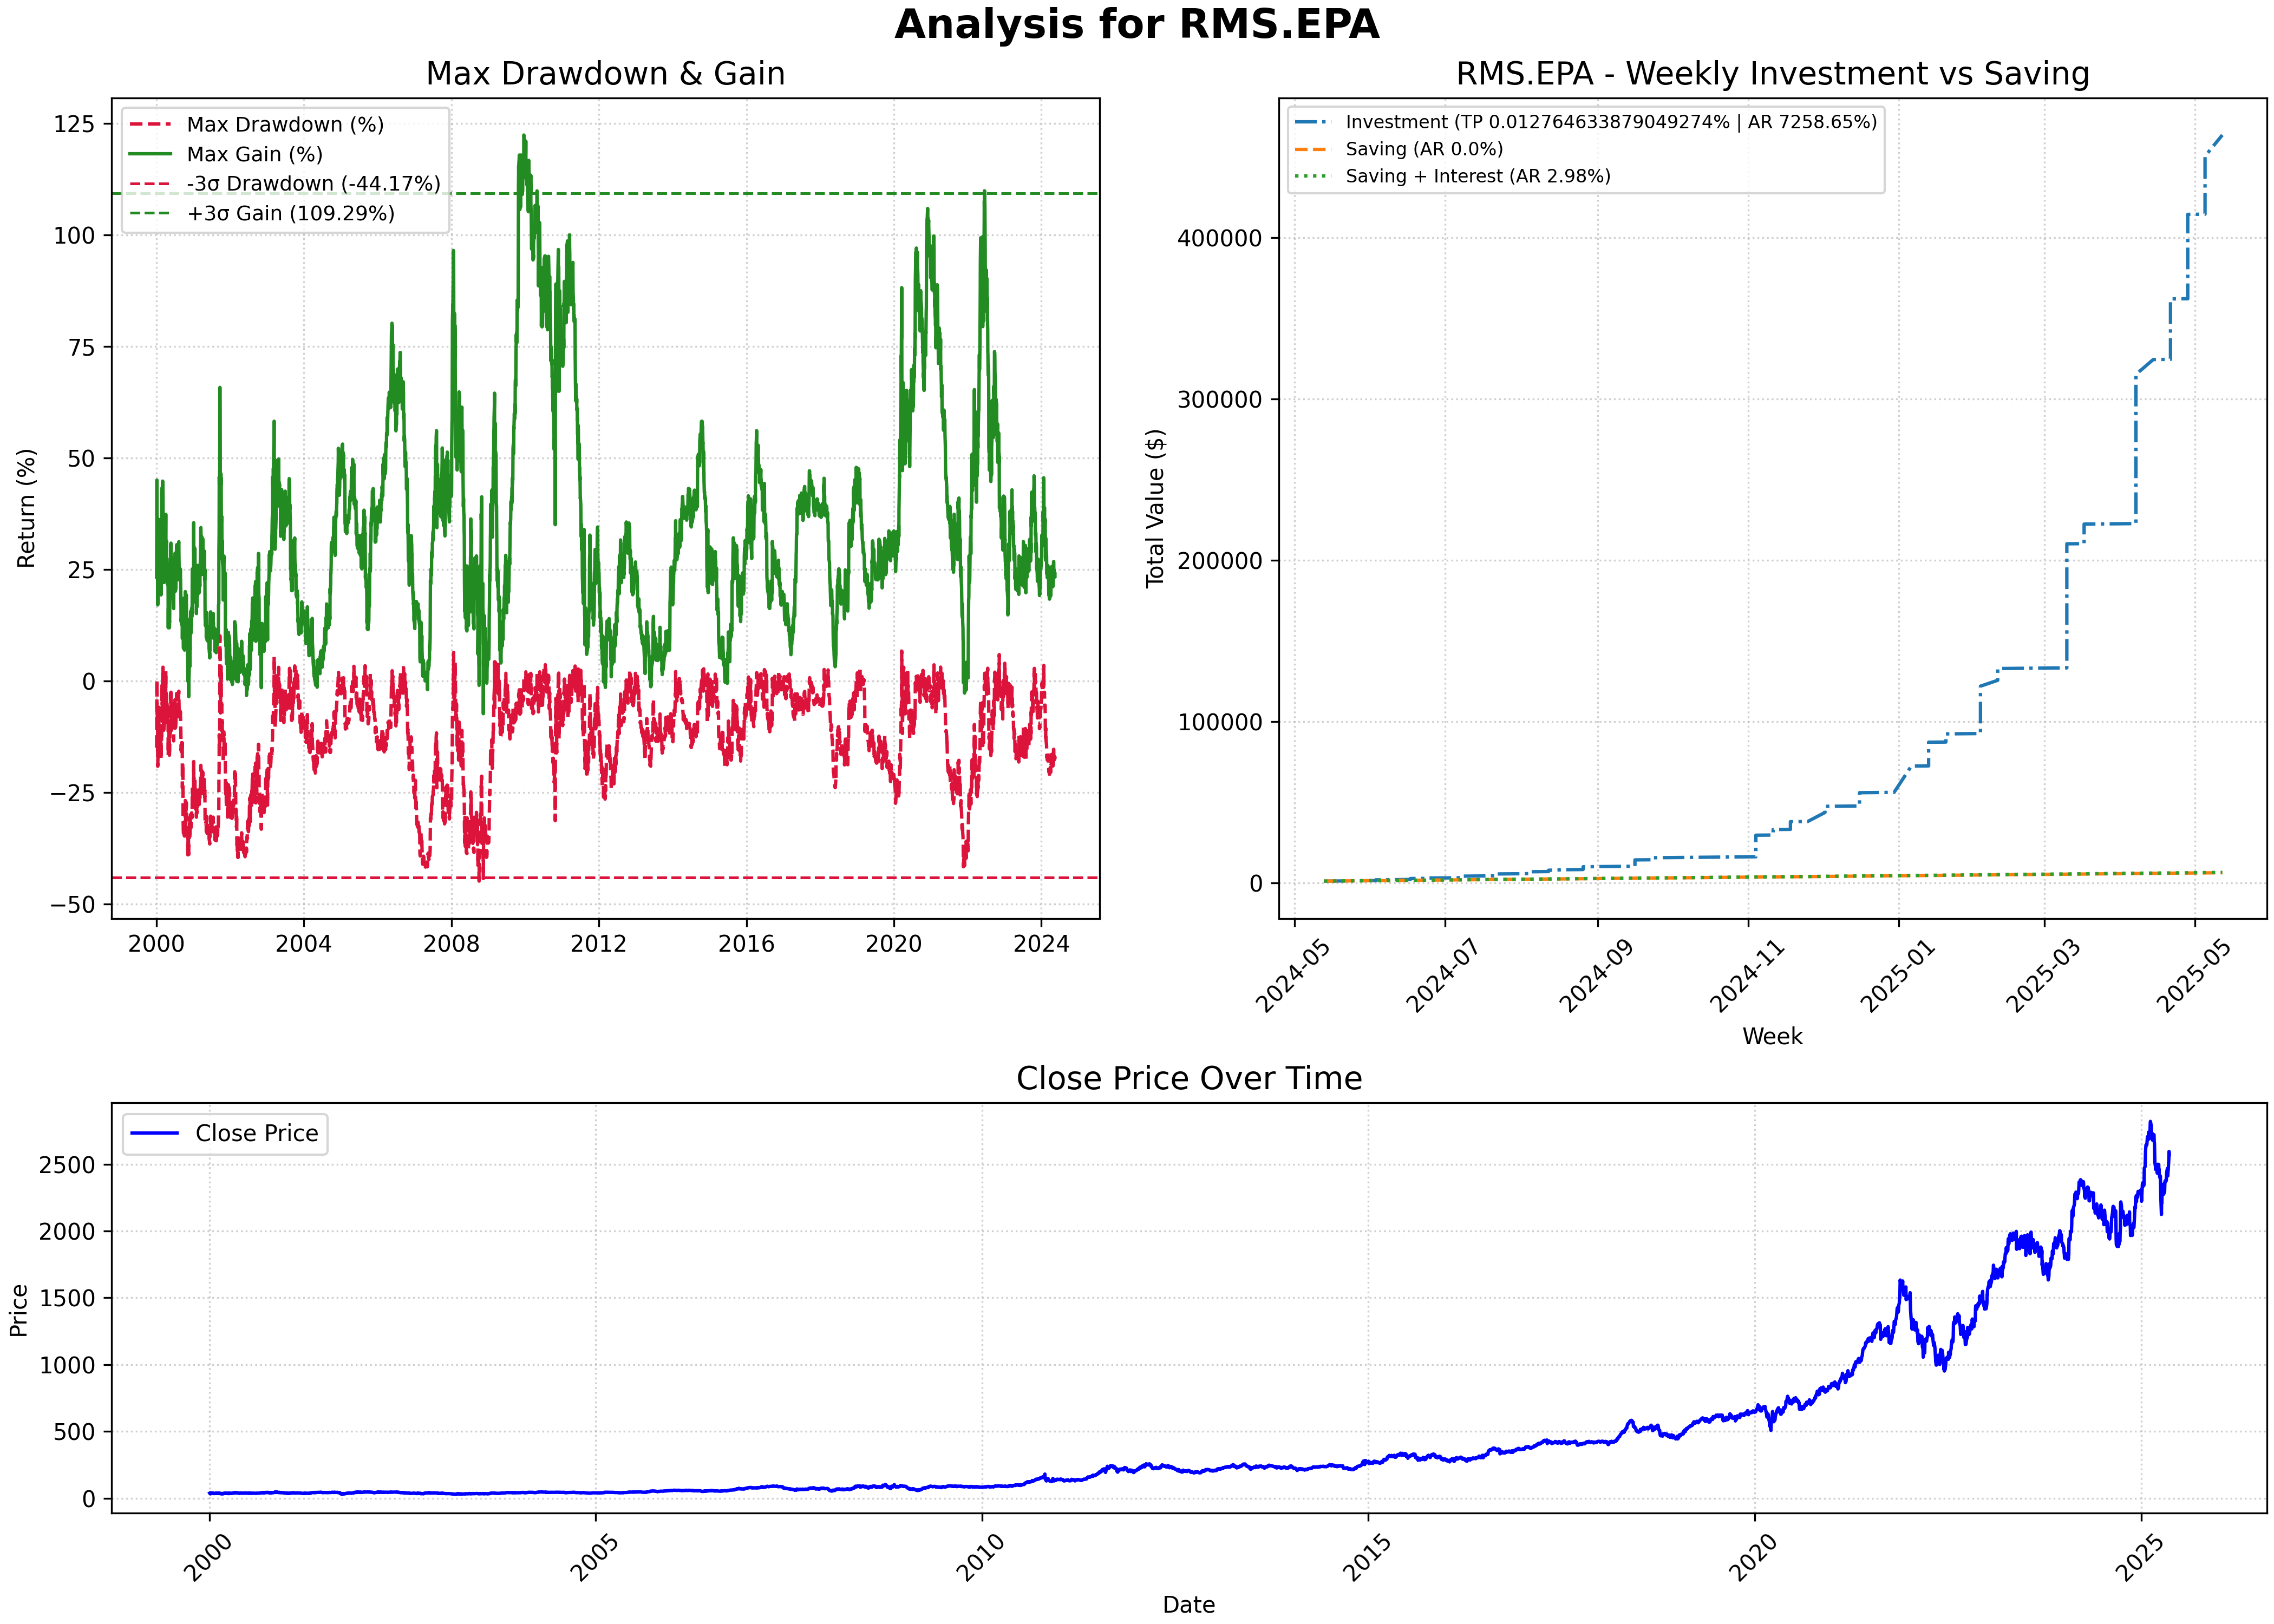 Analysis for RMS.EPA
Max Drawdown & Gain
Max Drawdown (%)
Max Gain (%)
-3σ Drawdown (-44.17%)
+3σ Gain (109.29%)
Return (%)
125
100
75
50
25
0
−25
−50
2000
2004
2008
2012
2016
2020
2024
RMS.EPA - Weekly Investment vs Saving
Investment (TP 0.012764633879049274% | AR 7258.65%)
Saving (AR 0.0%)
Saving + Interest (AR 2.98%)
Total Value ($)
400000
300000
200000
100000
0
2024-05
2024-07
2024-09
2024-11
2025-01
2025-03
2025-05
Week
Close Price Over Time
Close Price
Price
2500
2000
1500
1000
500
0
2000
2005
2010
2015
2020
2025
Date